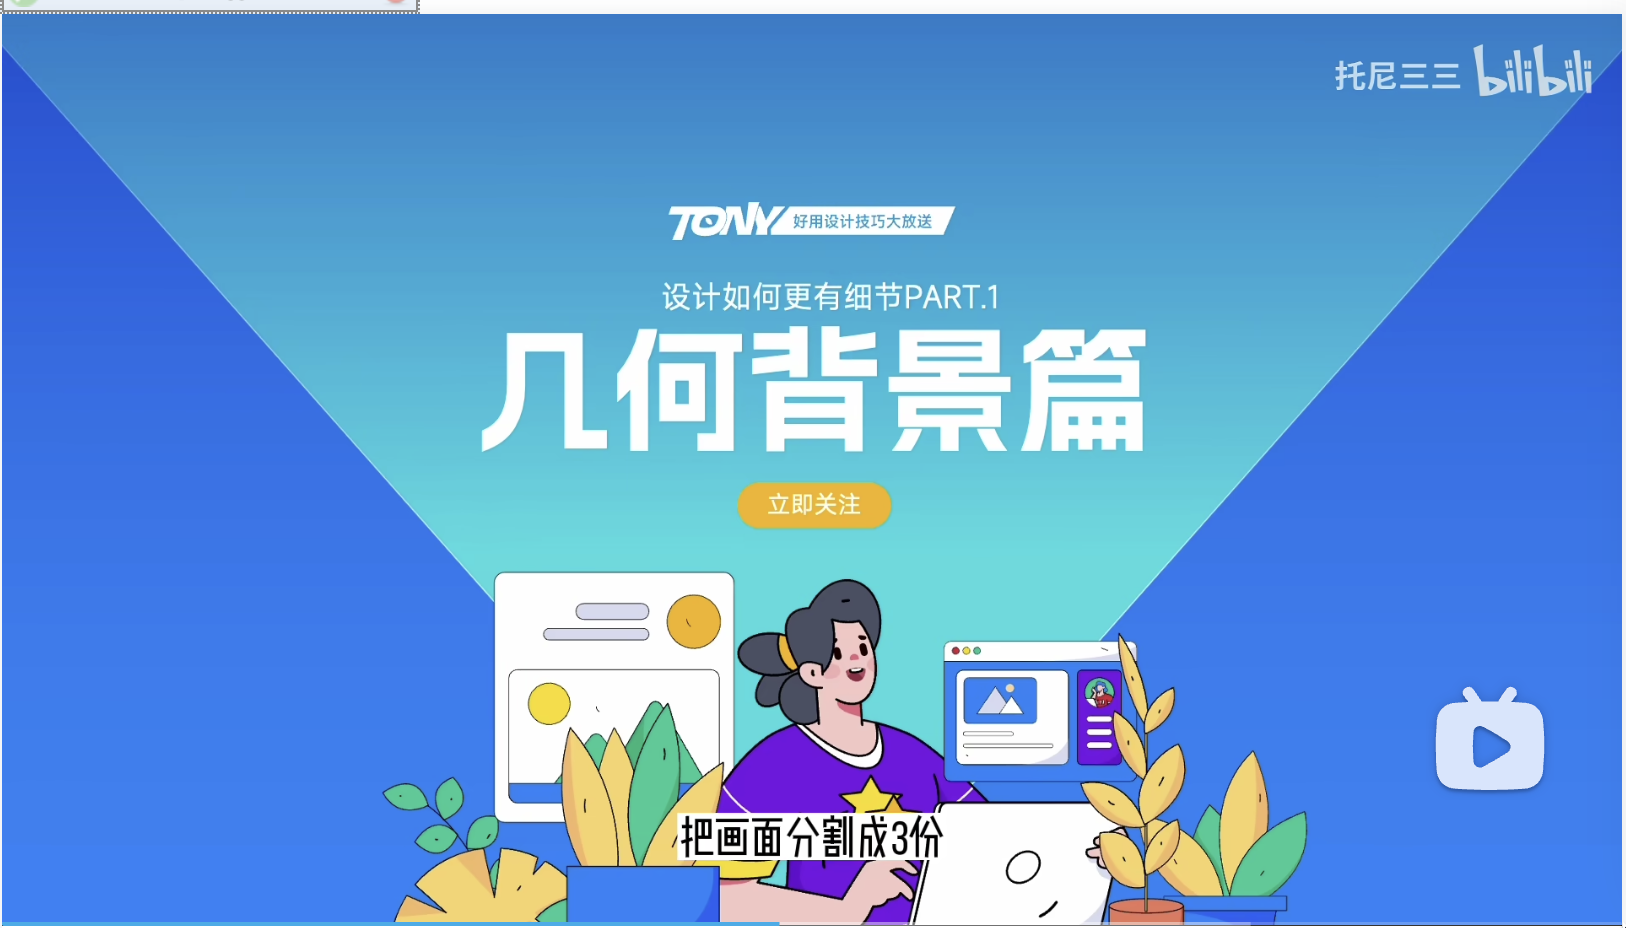 托尼三三 bilibili
TONY 好用设计技巧大放送
设计如何更有细节PART.1
几何背景篇
立即关注
把画面分割成3份